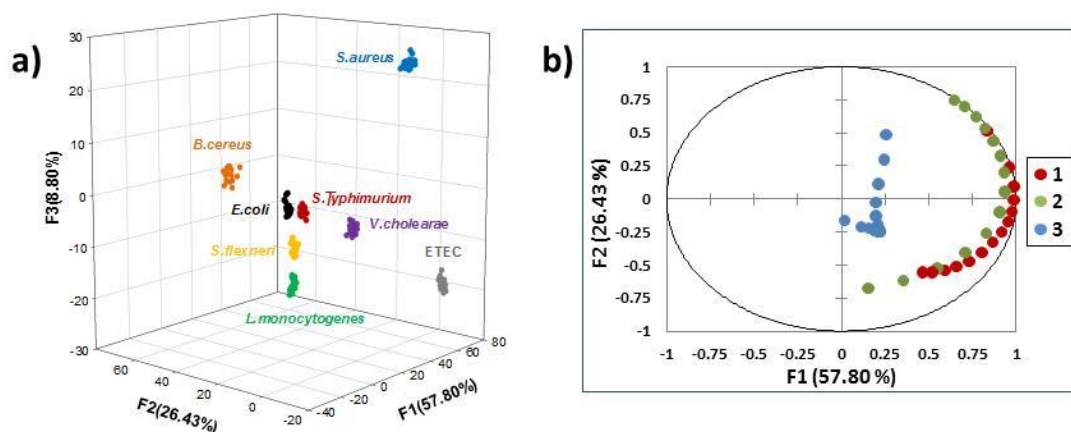 a)
30
20
10
0
-10
-20
-30
F3(8.80%)
S.aureus
B.cereus
E.coli
S.Typhimurium
V.cholearae
S.flexneri
ETEC
L.monocytogenes
60
40
20
0
-20
F2(26.43%)
-40
-20
0
20
40
60
80
F1(57.80%)
b)
1
0.75
0.5
0.25
0
-0.25
-0.5
-0.75
-1
F2 (26.43 %)
-1 -0.75 -0.5 -0.25 0 0.25 0.5 0.75 1
F1 (57.80 %)
1
2
3